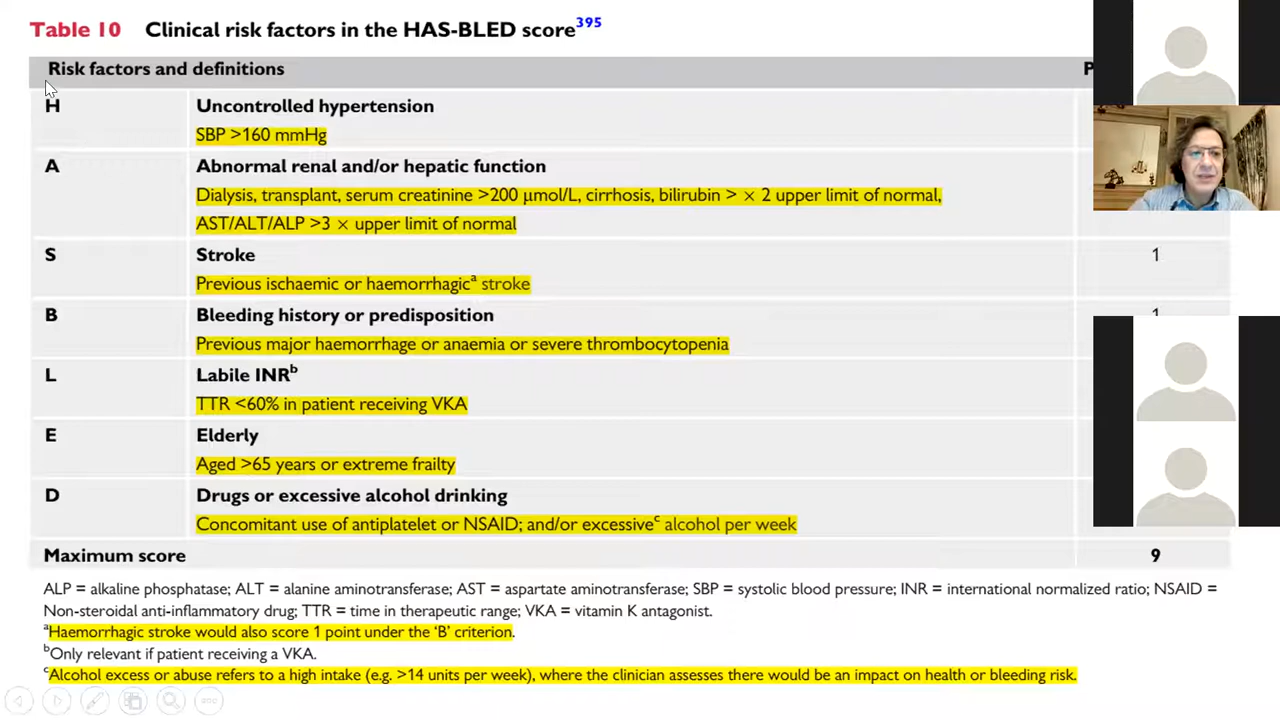 Table 10 Clinical risk factors in the HAS-BLED score395
Risk factors and definitions P
H Uncontrolled hypertension
SBP >160 mmHg
A Abnormal renal and/or hepatic function
Dialysis, transplant, serum creatinine >200 µmol/L, cirrhosis, bilirubin > × 2 upper limit of normal,
AST/ALT/ALP >3 × upper limit of normal
S Stroke 1
Previous ischaemic or haemorrhagica stroke
B Bleeding history or predisposition 1
Previous major haemorrhage or anaemia or severe thrombocytopenia
L Labile INRb
TTR <60% in patient receiving VKA
E Elderly
Aged >65 years or extreme frailty
D Drugs or excessive alcohol drinking
Concomitant use of antiplatelet or NSAID; and/or excessivec alcohol per week
Maximum score 9
ALP = alkaline phosphatase; ALT = alanine aminotransferase; AST = aspartate aminotransferase; SBP = systolic blood pressure; INR = international normalized ratio; NSAID =
Non-steroidal anti-inflammatory drug; TTR = time in therapeutic range; VKA = vitamin K antagonist.
aHaemorrhagic stroke would also score 1 point under the ‘B’ criterion.
bOnly relevant if patient receiving a VKA.
cAlcohol excess or abuse refers to a high intake (e.g. >14 units per week), where the clinician assesses there would be an impact on health or bleeding risk.